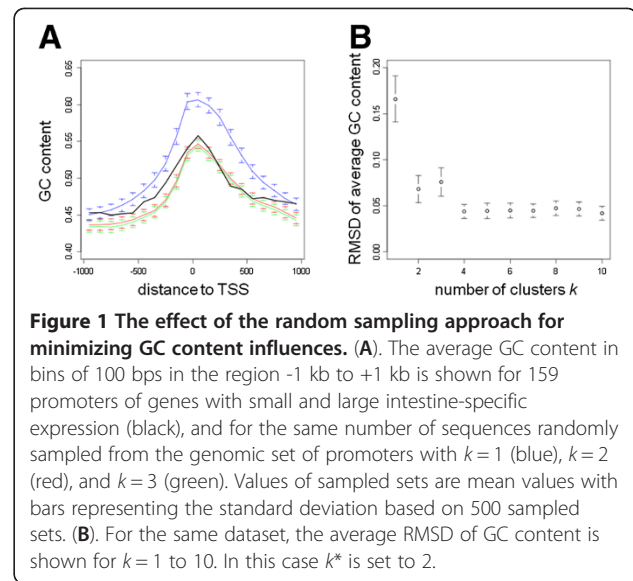 A
B
GC content
0.65
0.60
0.55
0.50
0.45
0.40
-1000
-500
0
500
1000
distance to TSS
RMSD of average GC content
0.20
0.15
0.10
0.05
0.00
2
4
6
8
10
number of clusters k
Figure 1 The effect of the random sampling approach for
minimizing GC content influences. (A). The average GC content in
bins of 100 bps in the region -1 kb to +1 kb is shown for 159
promoters of genes with small and large intestine-specific
expression (black), and for the same number of sequences randomly
sampled from the genomic set of promoters with k = 1 (blue), k = 2
(red), and k = 3 (green). Values of sampled sets are mean values with
bars representing the standard deviation based on 500 sampled
sets. (B). For the same dataset, the average RMSD of GC content is
shown for k = 1 to 10. In this case k* is set to 2.